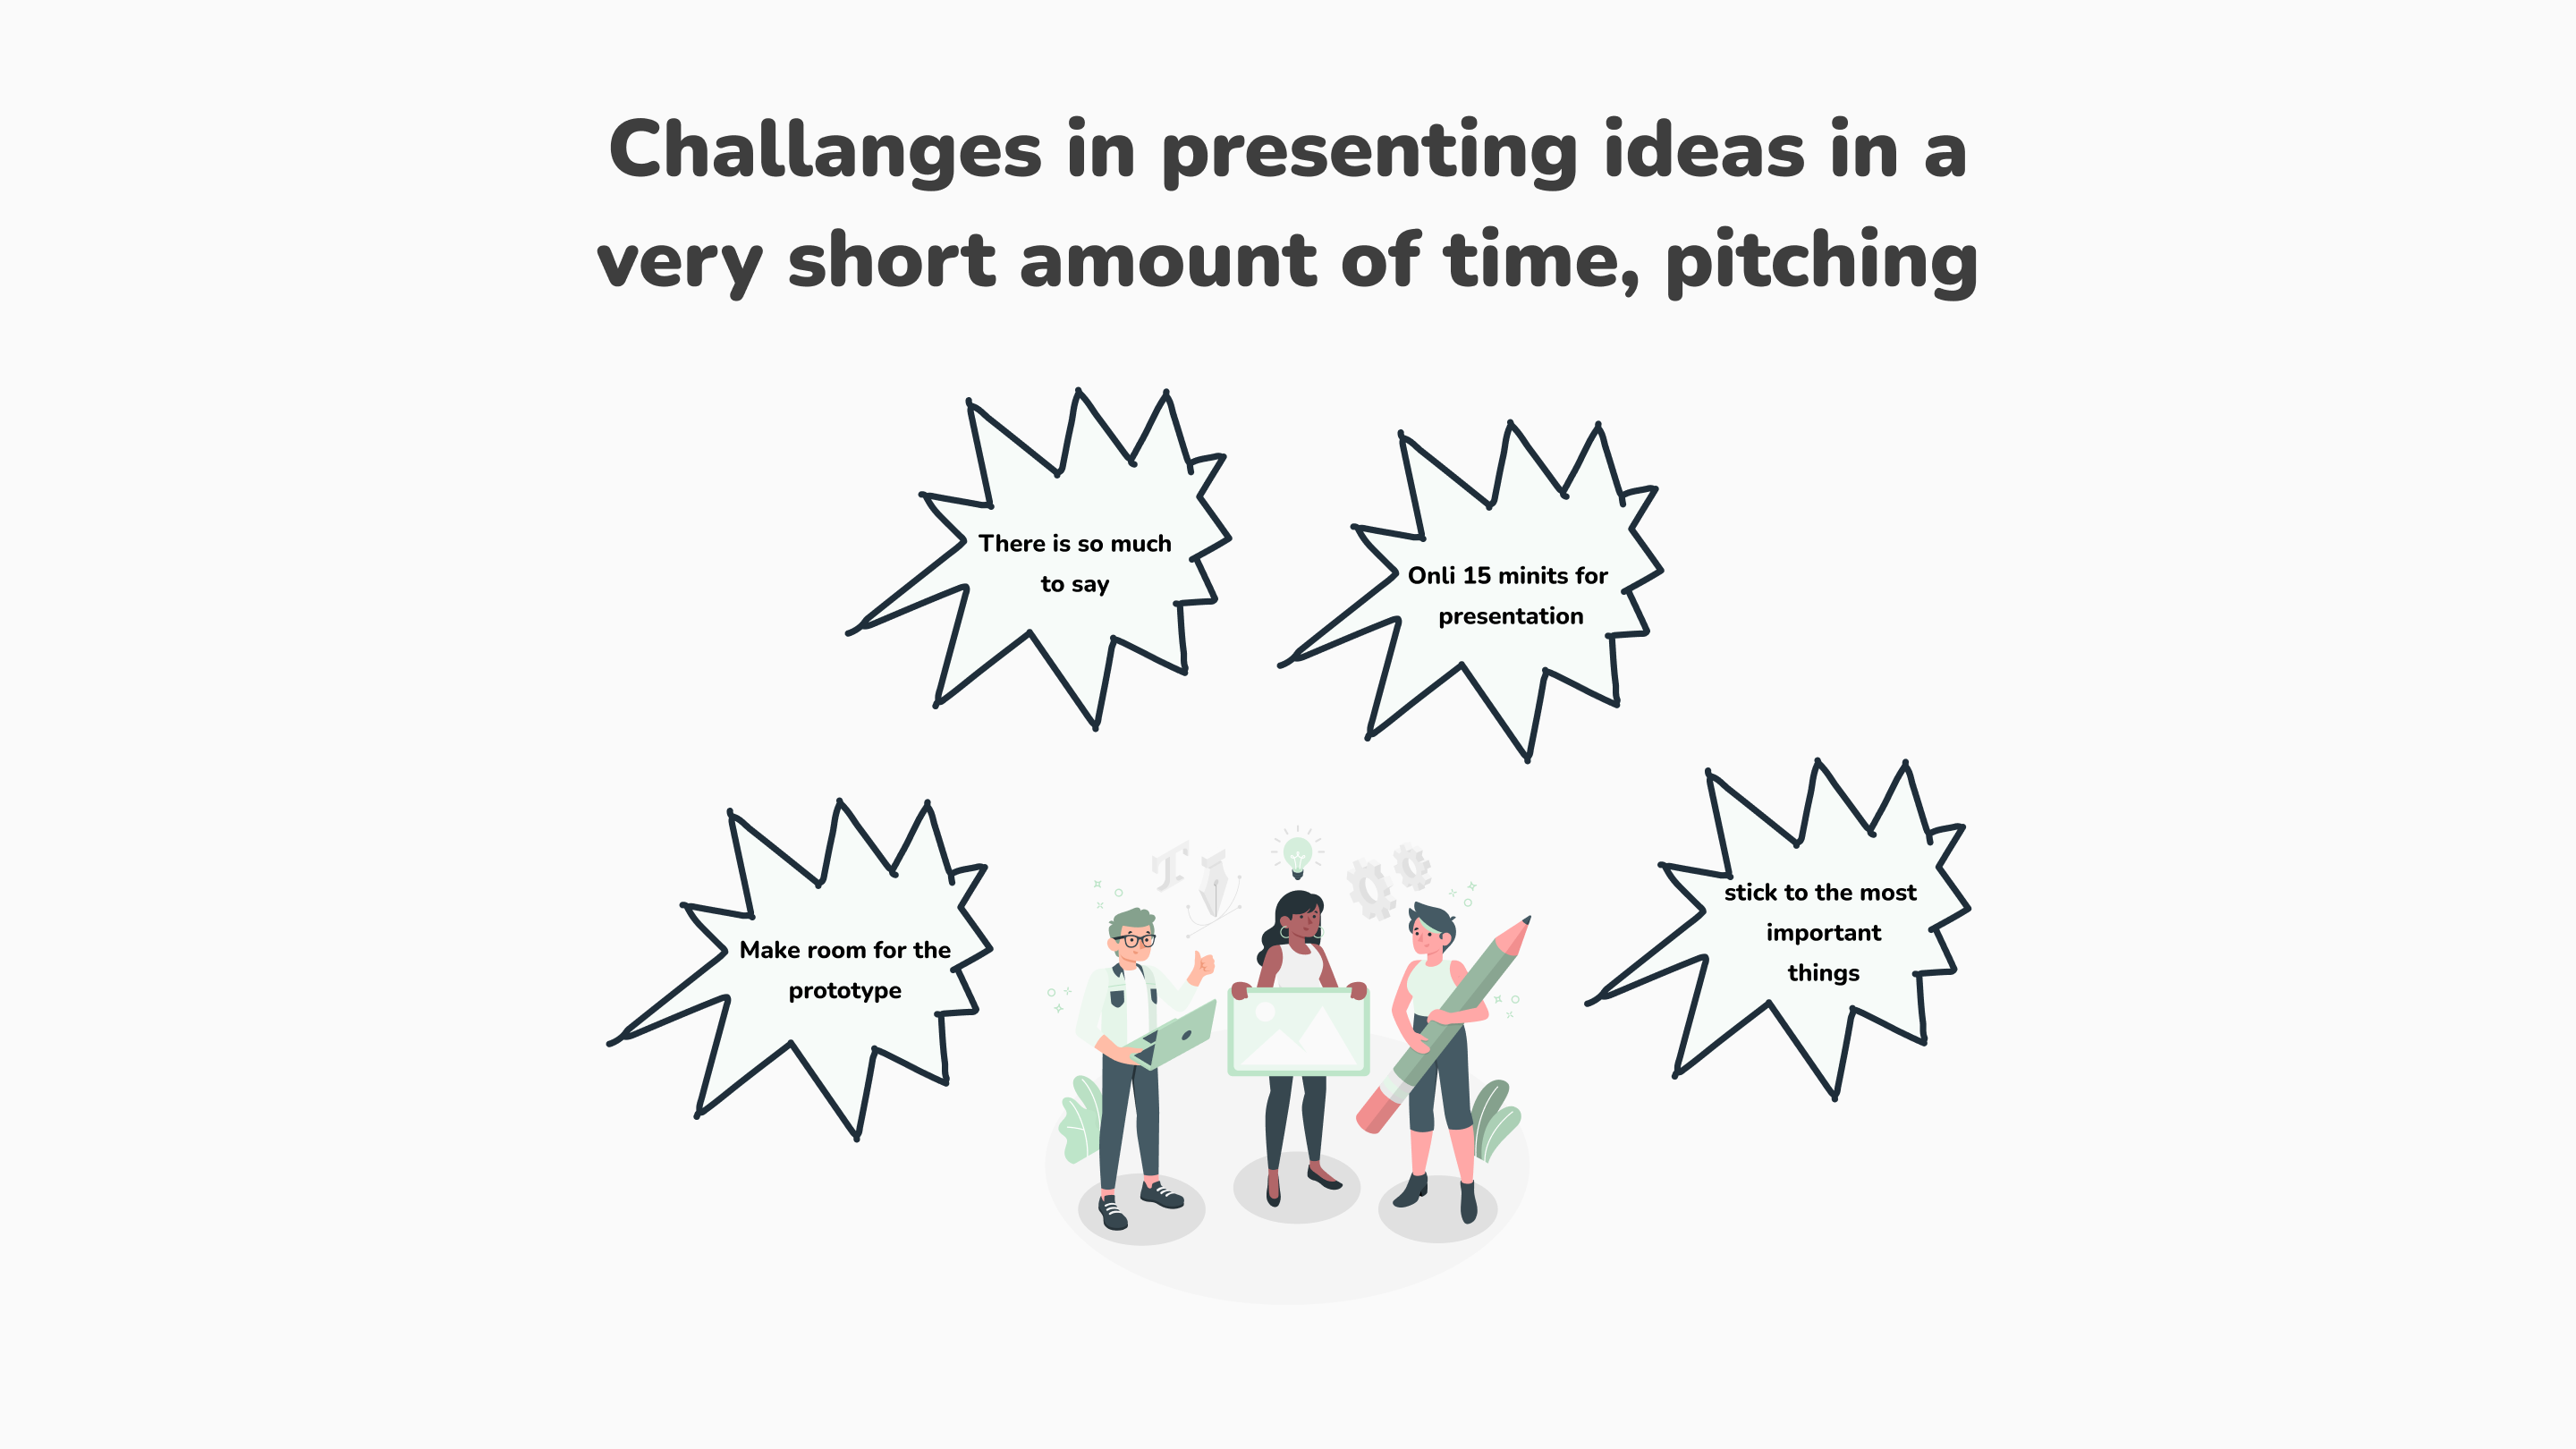 Challanges in presenting ideas in a
very short amount of time, pitching
There is so much
to say
Onli 15 minits for
presentation
Make room for the
prototype
stick to the most
important
things